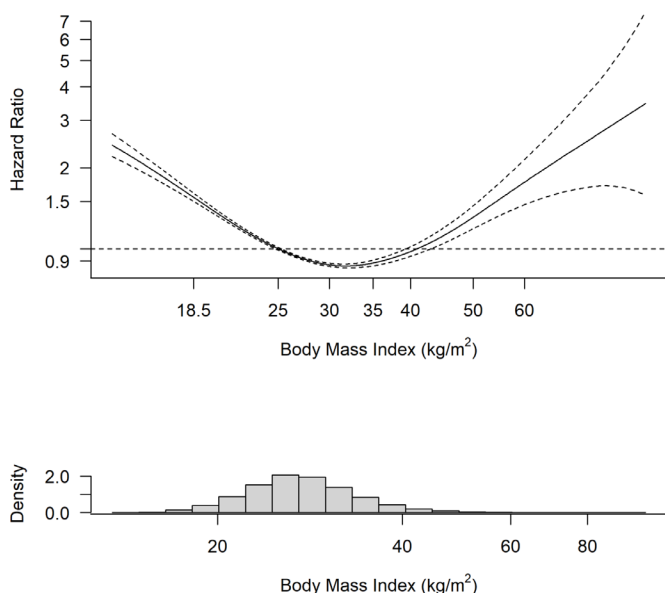 7
6
5
4
3
2
1.5
0.9
Hazard Ratio
18.5 25 30 35 40 50 60
Body Mass Index (kg/m²)
2.0
0.0
Density
20 40 60 80
Body Mass Index (kg/m²)